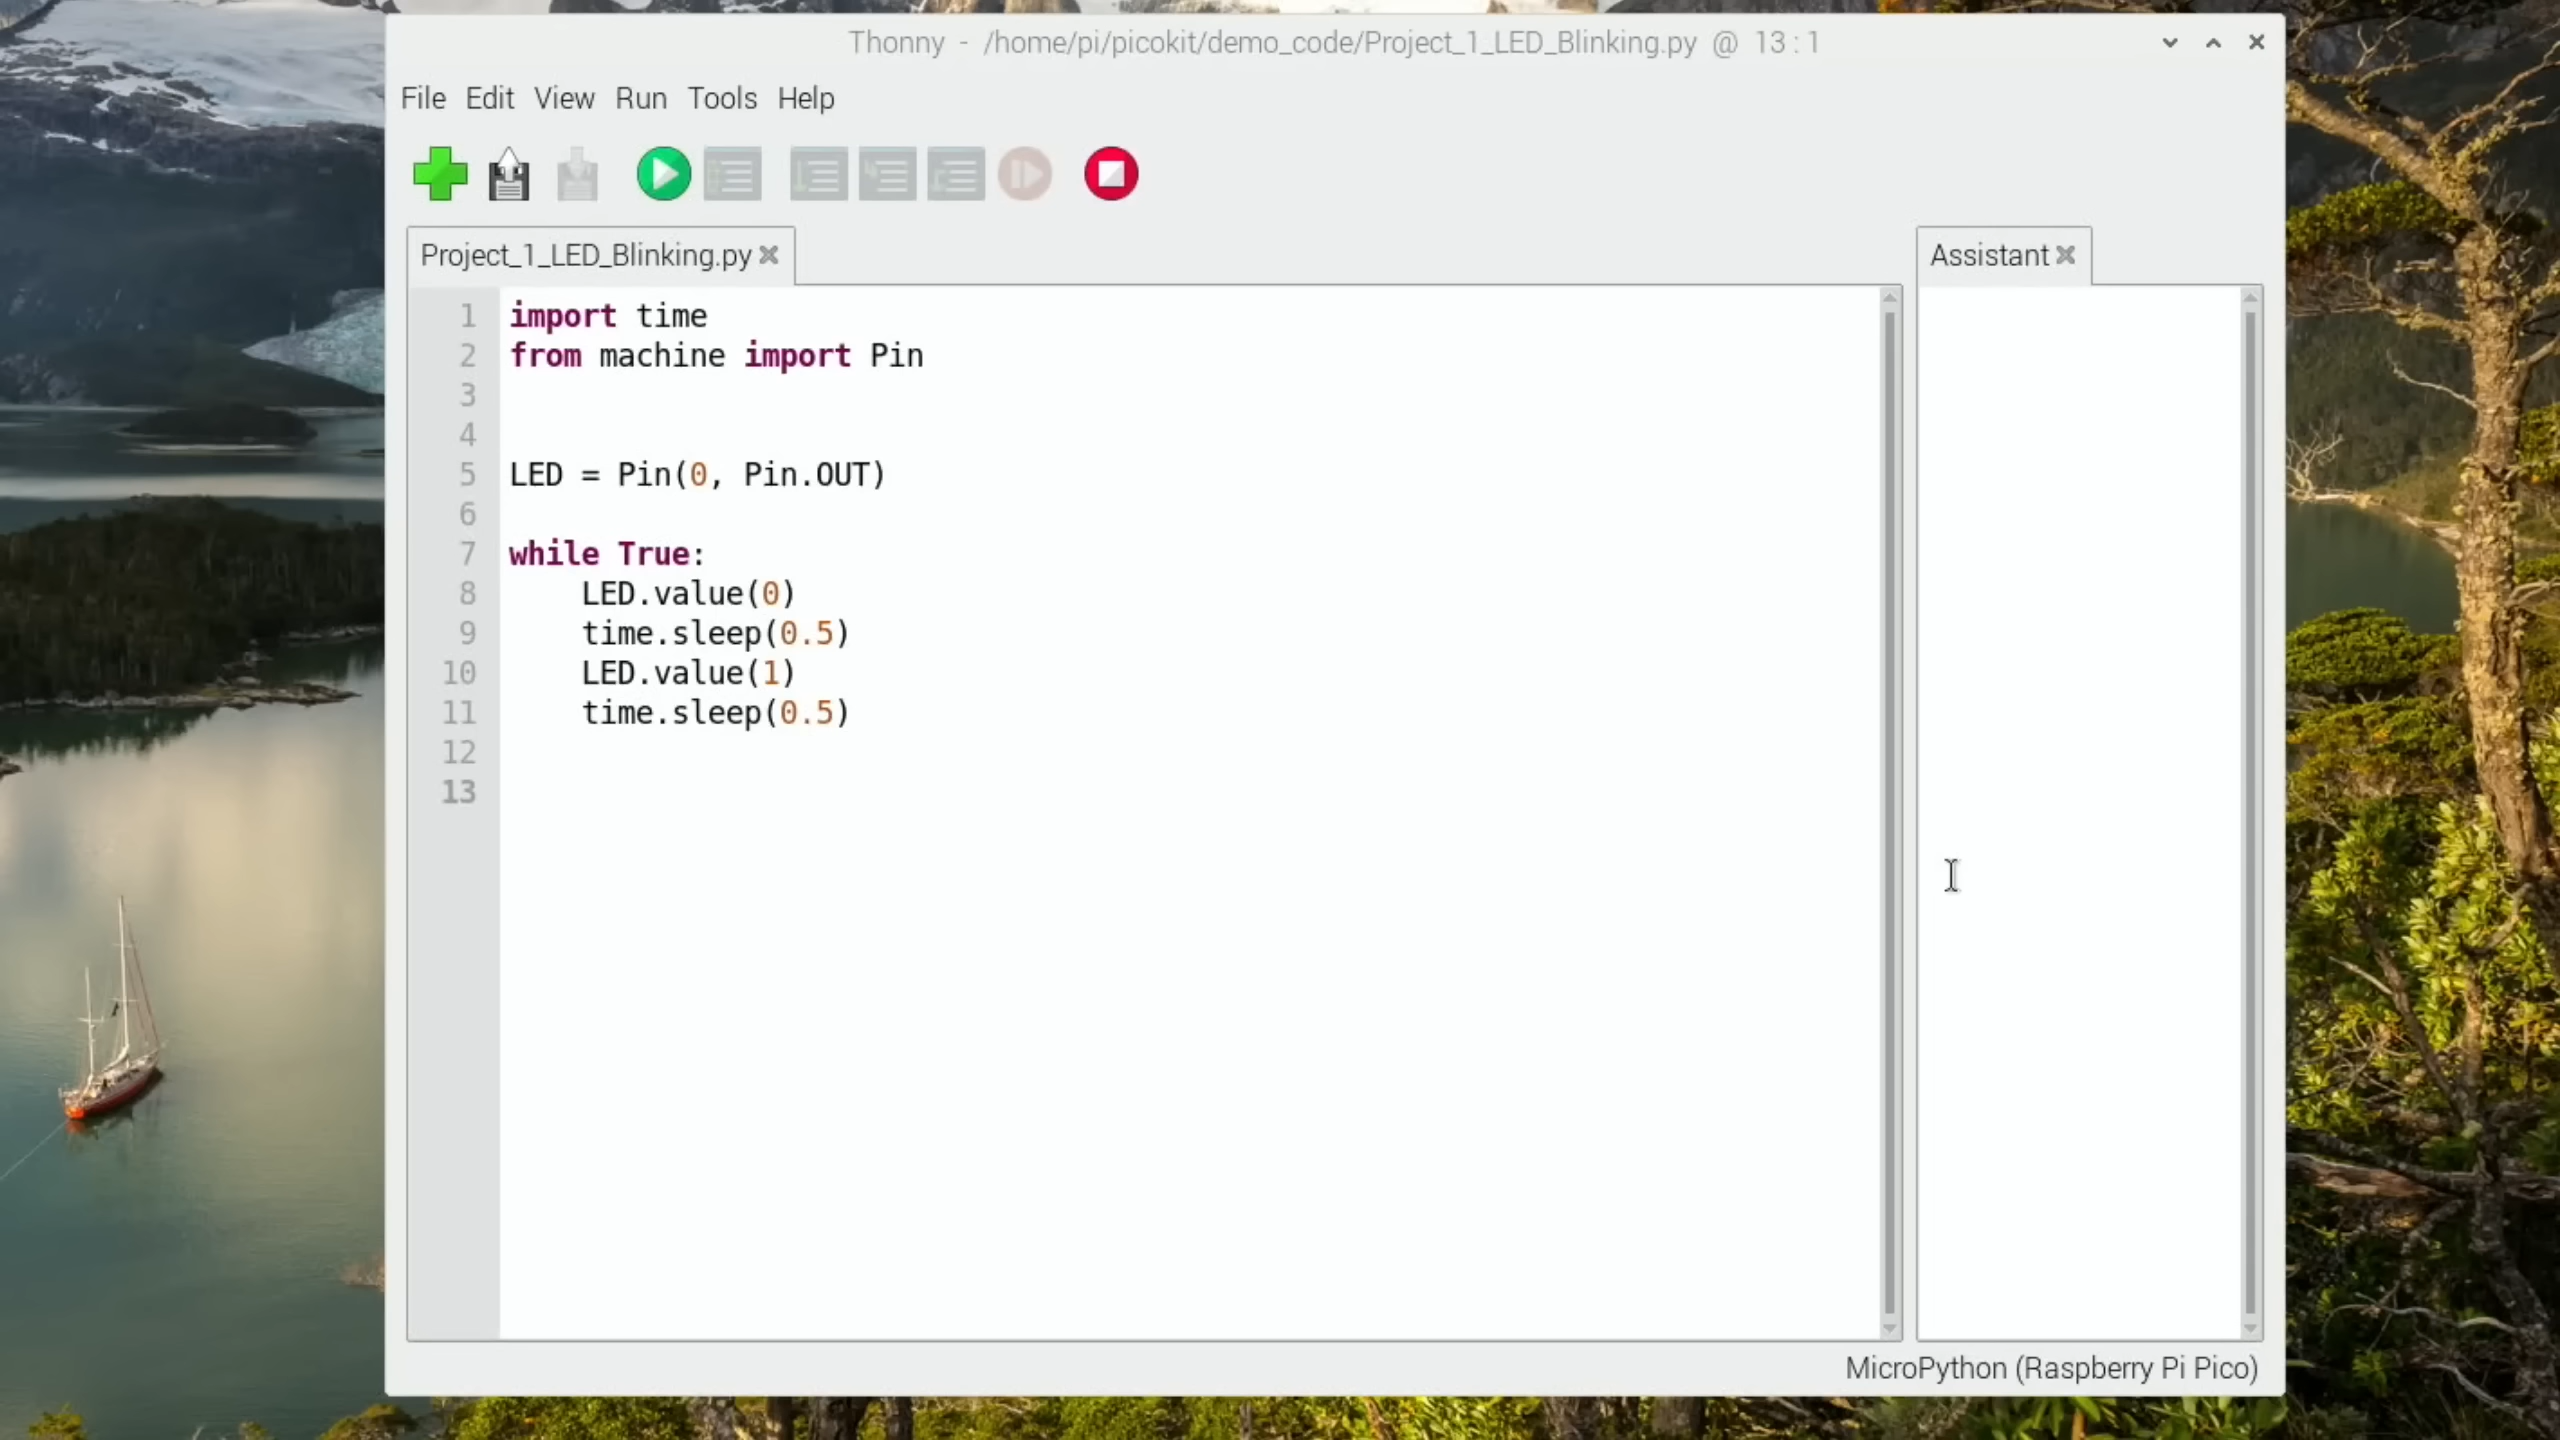 Thonny - /home/pi/picokit/demo_code/Project_1_LED_Blinking.py @ 13 : 1
File Edit View Run Tools Help
Project_1_LED_Blinking.py
Assistant
1 import time
2 from machine import Pin
3
4
5 LED = Pin(0, Pin.OUT)
6
7 while True:
8     LED.value(0)
9     time.sleep(0.5)
10     LED.value(1)
11     time.sleep(0.5)
12
13
MicroPython (Raspberry Pi Pico)